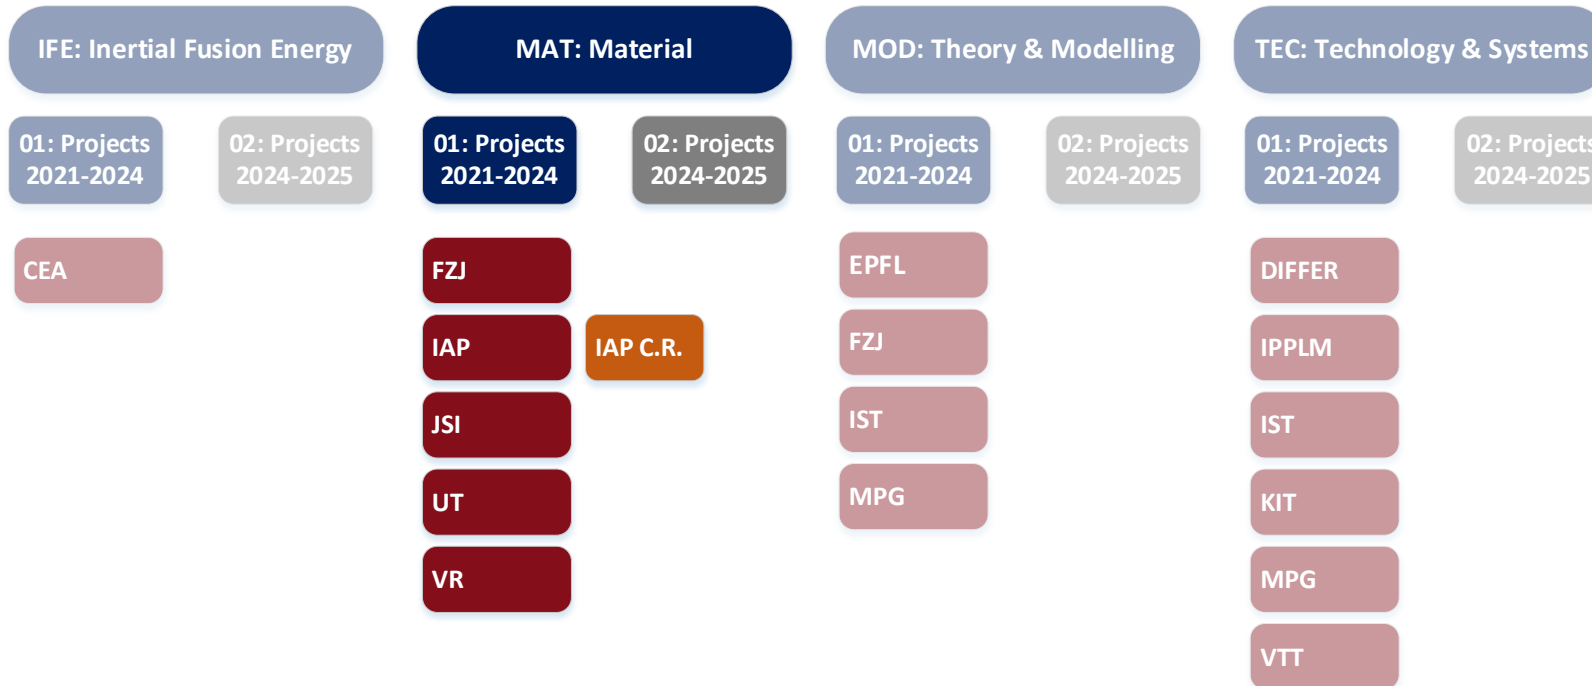 IFE: Inertial Fusion Energy
MAT: Material
MOD: Theory & Modelling
TEC: Technology & Systems
01: Projects
2021-2024
02: Projects
2024-2025
01: Projects
2021-2024
02: Projects
2024-2025
01: Projects
2021-2024
02: Projects
2024-2025
01: Projects
2021-2024
02: Projects
2024-2025
CEA
FZJ
IAP
IAP C.R.
JSI
UT
VR
EPFL
FZJ
IST
MPG
DIFFER
IPPLM
IST
KIT
MPG
VTT